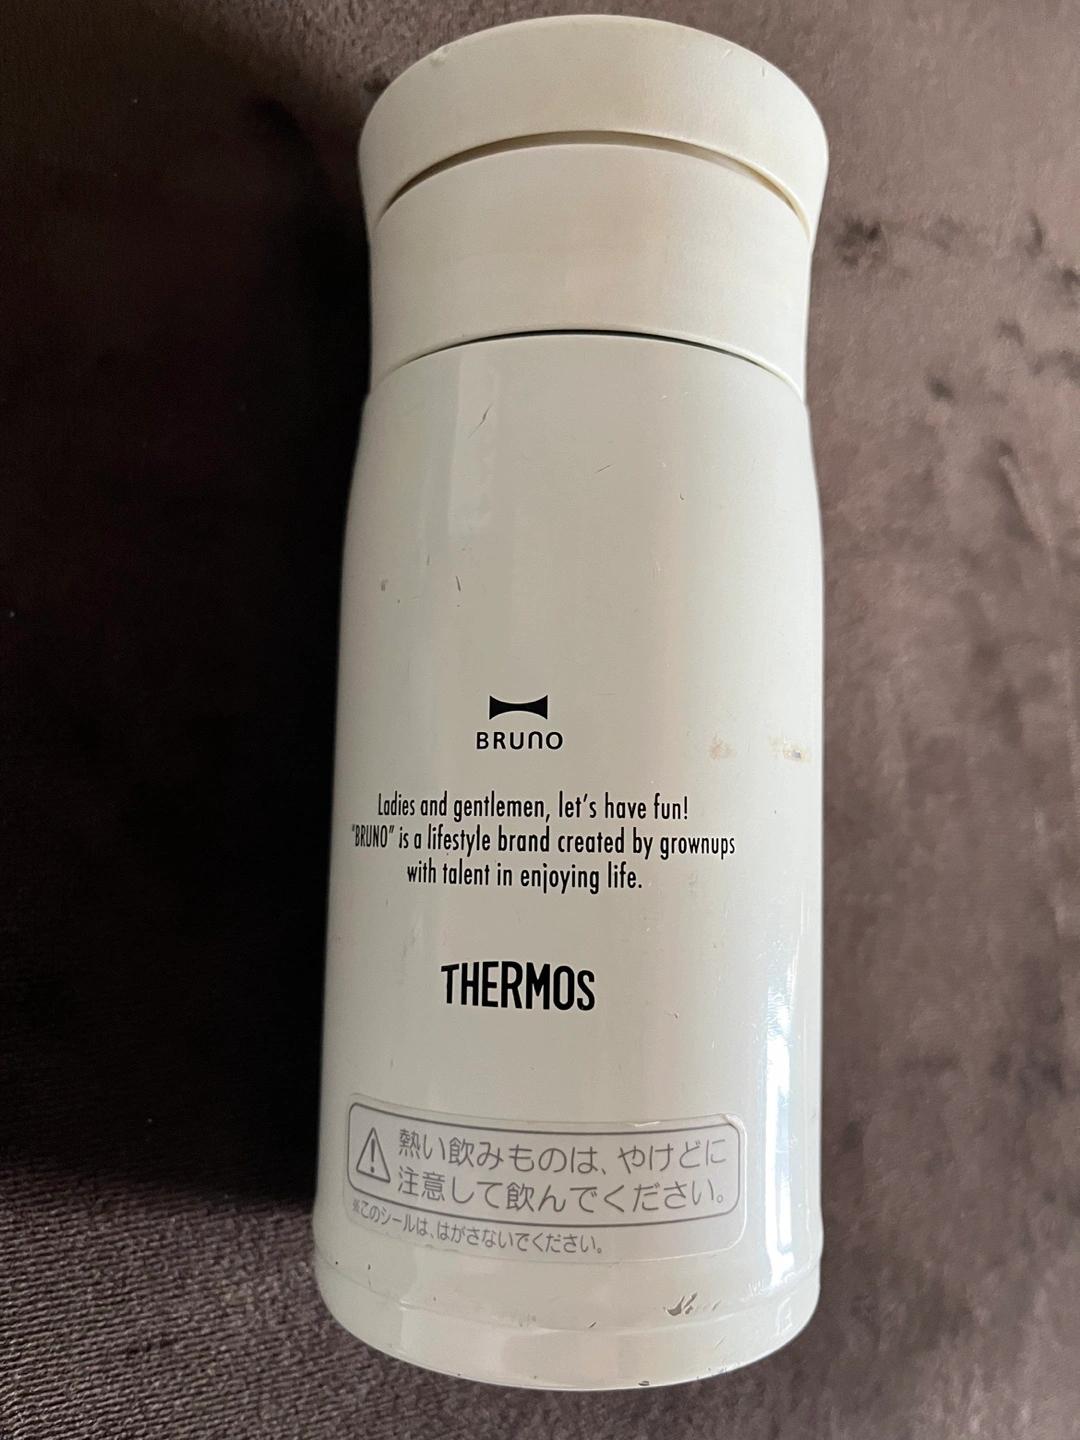 BRUNO
Ladies and gentlemen, let's have fun!
"BRUNO" is a lifestyle brand created by grownups
with talent in enjoying life.
THERMOS
熱い飲みものは、やけどに
注意して飲んでください。
※このシールは、はがさないでください。